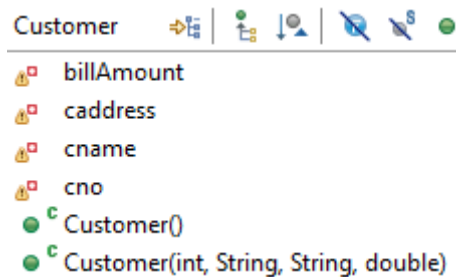 Customer
billAmount
caddress
cname
cno
Customer()
Customer(int, String, String, double)